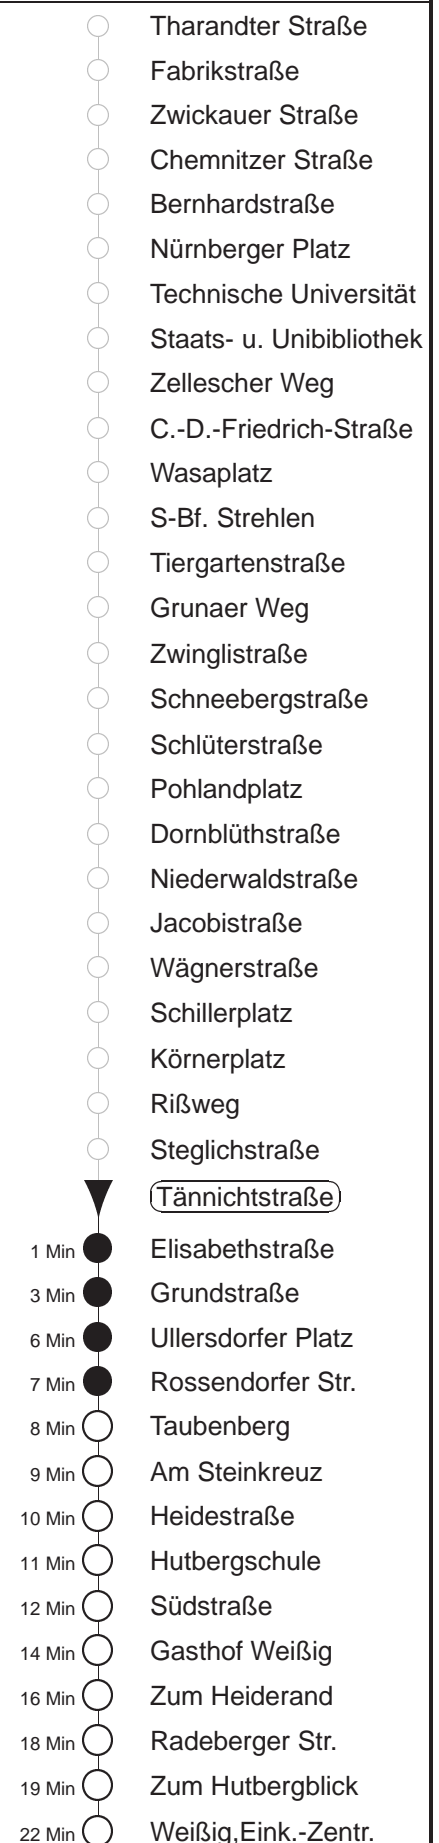 Tharandter Straße
Fabrikstraße
Zwickauer Straße
Chemnitzer Straße
Bernhardstraße
Nürnberger Platz
Technische Universität
Staats- u. Unibibliothek
Zellescher Weg
C.-D.-Friedrich-Straße
Wasaplatz
S-Bf. Strehlen
Tiergartenstraße
Grunaer Weg
Zwinglistraße
Schneebergstraße
Schlüterstraße
Pohlandplatz
Dornblüthstraße
Niederwaldstraße
Jacobistraße
Wägnerstraße
Schillerplatz
Körnerplatz
Rißweg
Steglichstraße
Tännichtstraße
1 Min Elisabethstraße
3 Min Grundstraße
6 Min Ullersdorfer Platz
7 Min Rossendorfer Str.
8 Min Taubenberg
9 Min Am Steinkreuz
10 Min Heidestraße
11 Min Hutbergschule
12 Min Südstraße
14 Min Gasthof Weißig
16 Min Zum Heiderand
18 Min Radeberger Str.
19 Min Zum Hutbergblick
22 Min Weißig,Eink.-Zentr.